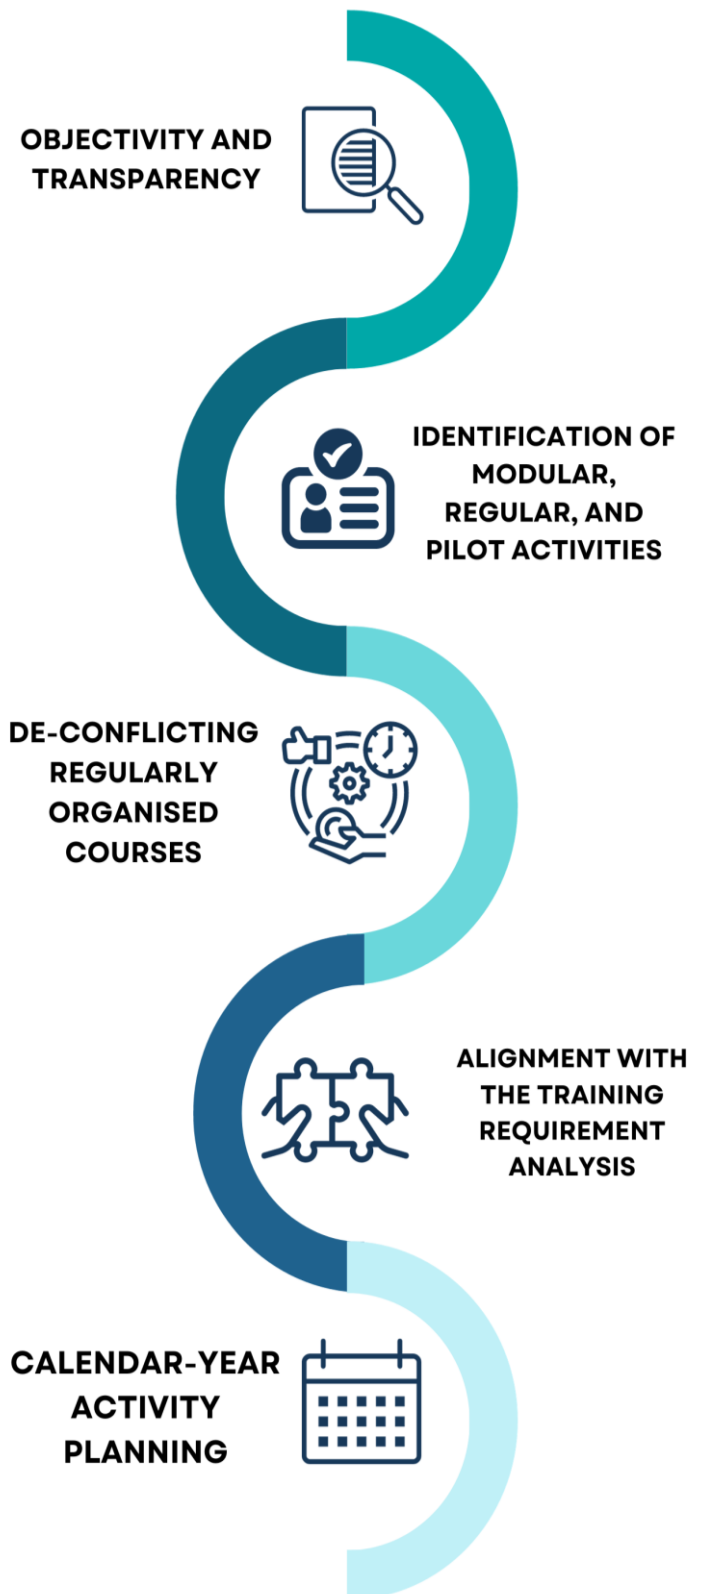 OBJECTIVITY AND
TRANSPARENCY
IDENTIFICATION OF
MODULAR,
REGULAR, AND
PILOT ACTIVITIES
DE-CONFLICTING
REGULARLY
ORGANISED
COURSES
ALIGNMENT WITH
THE TRAINING
REQUIREMENT
ANALYSIS
CALENDAR-YEAR
ACTIVITY
PLANNING